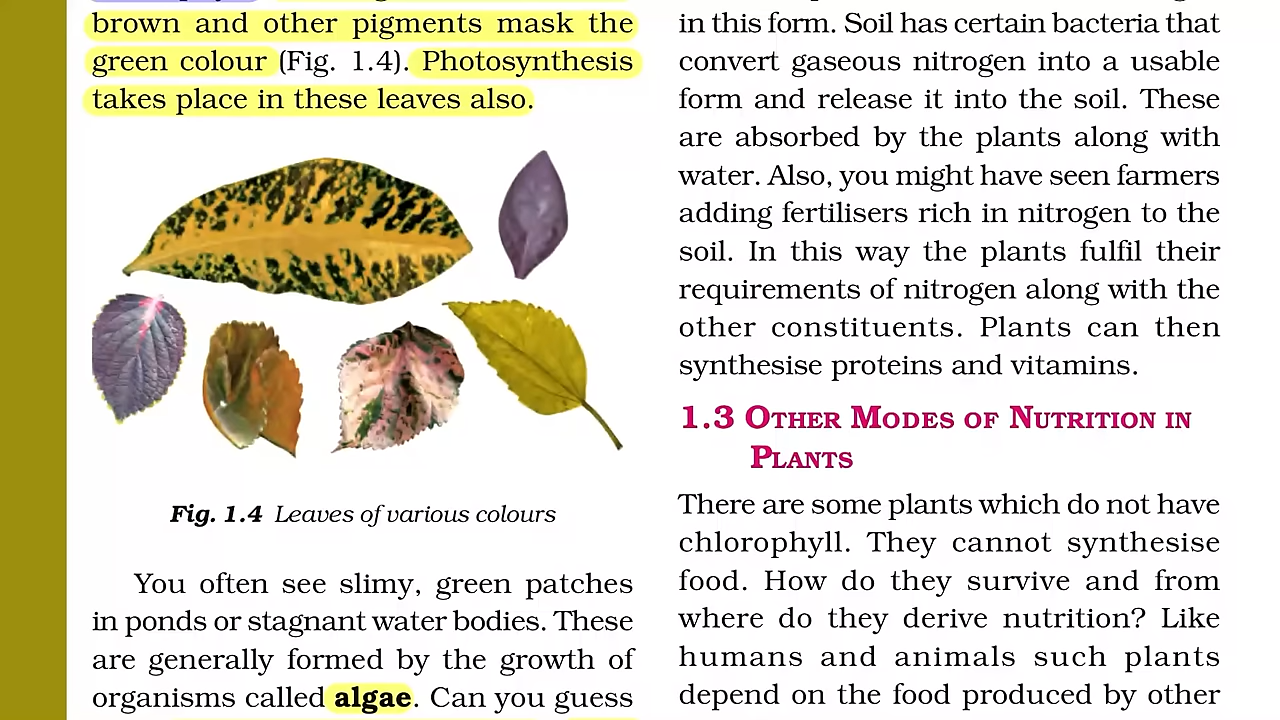 brown and other pigments mask the
green colour (Fig. 1.4). Photosynthesis
takes place in these leaves also.
Fig. 1.4 Leaves of various colours
You often see slimy, green patches
in ponds or stagnant water bodies. These
are generally formed by the growth of
organisms called algae. Can you guess
in this form. Soil has certain bacteria that
convert gaseous nitrogen into a usable
form and release it into the soil. These
are absorbed by the plants along with
water. Also, you might have seen farmers
adding fertilisers rich in nitrogen to the
soil. In this way the plants fulfil their
requirements of nitrogen along with the
other constituents. Plants can then
synthesise proteins and vitamins.
1.3 OTHER MODES OF NUTRITION IN
PLANTS
There are some plants which do not have
chlorophyll. They cannot synthesise
food. How do they survive and from
where do they derive nutrition? Like
humans and animals such plants
depend on the food produced by other